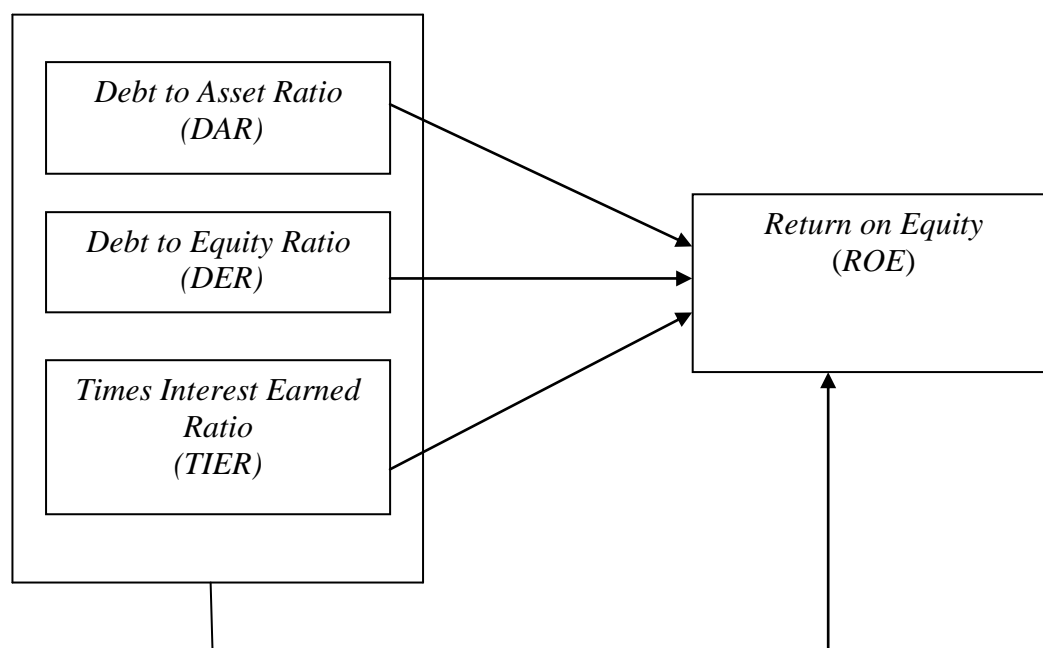 Debt to Asset Ratio
(DAR)
Debt to Equity Ratio
(DER)
Times Interest Earned
Ratio
(TIER)
Return on Equity
(ROE)